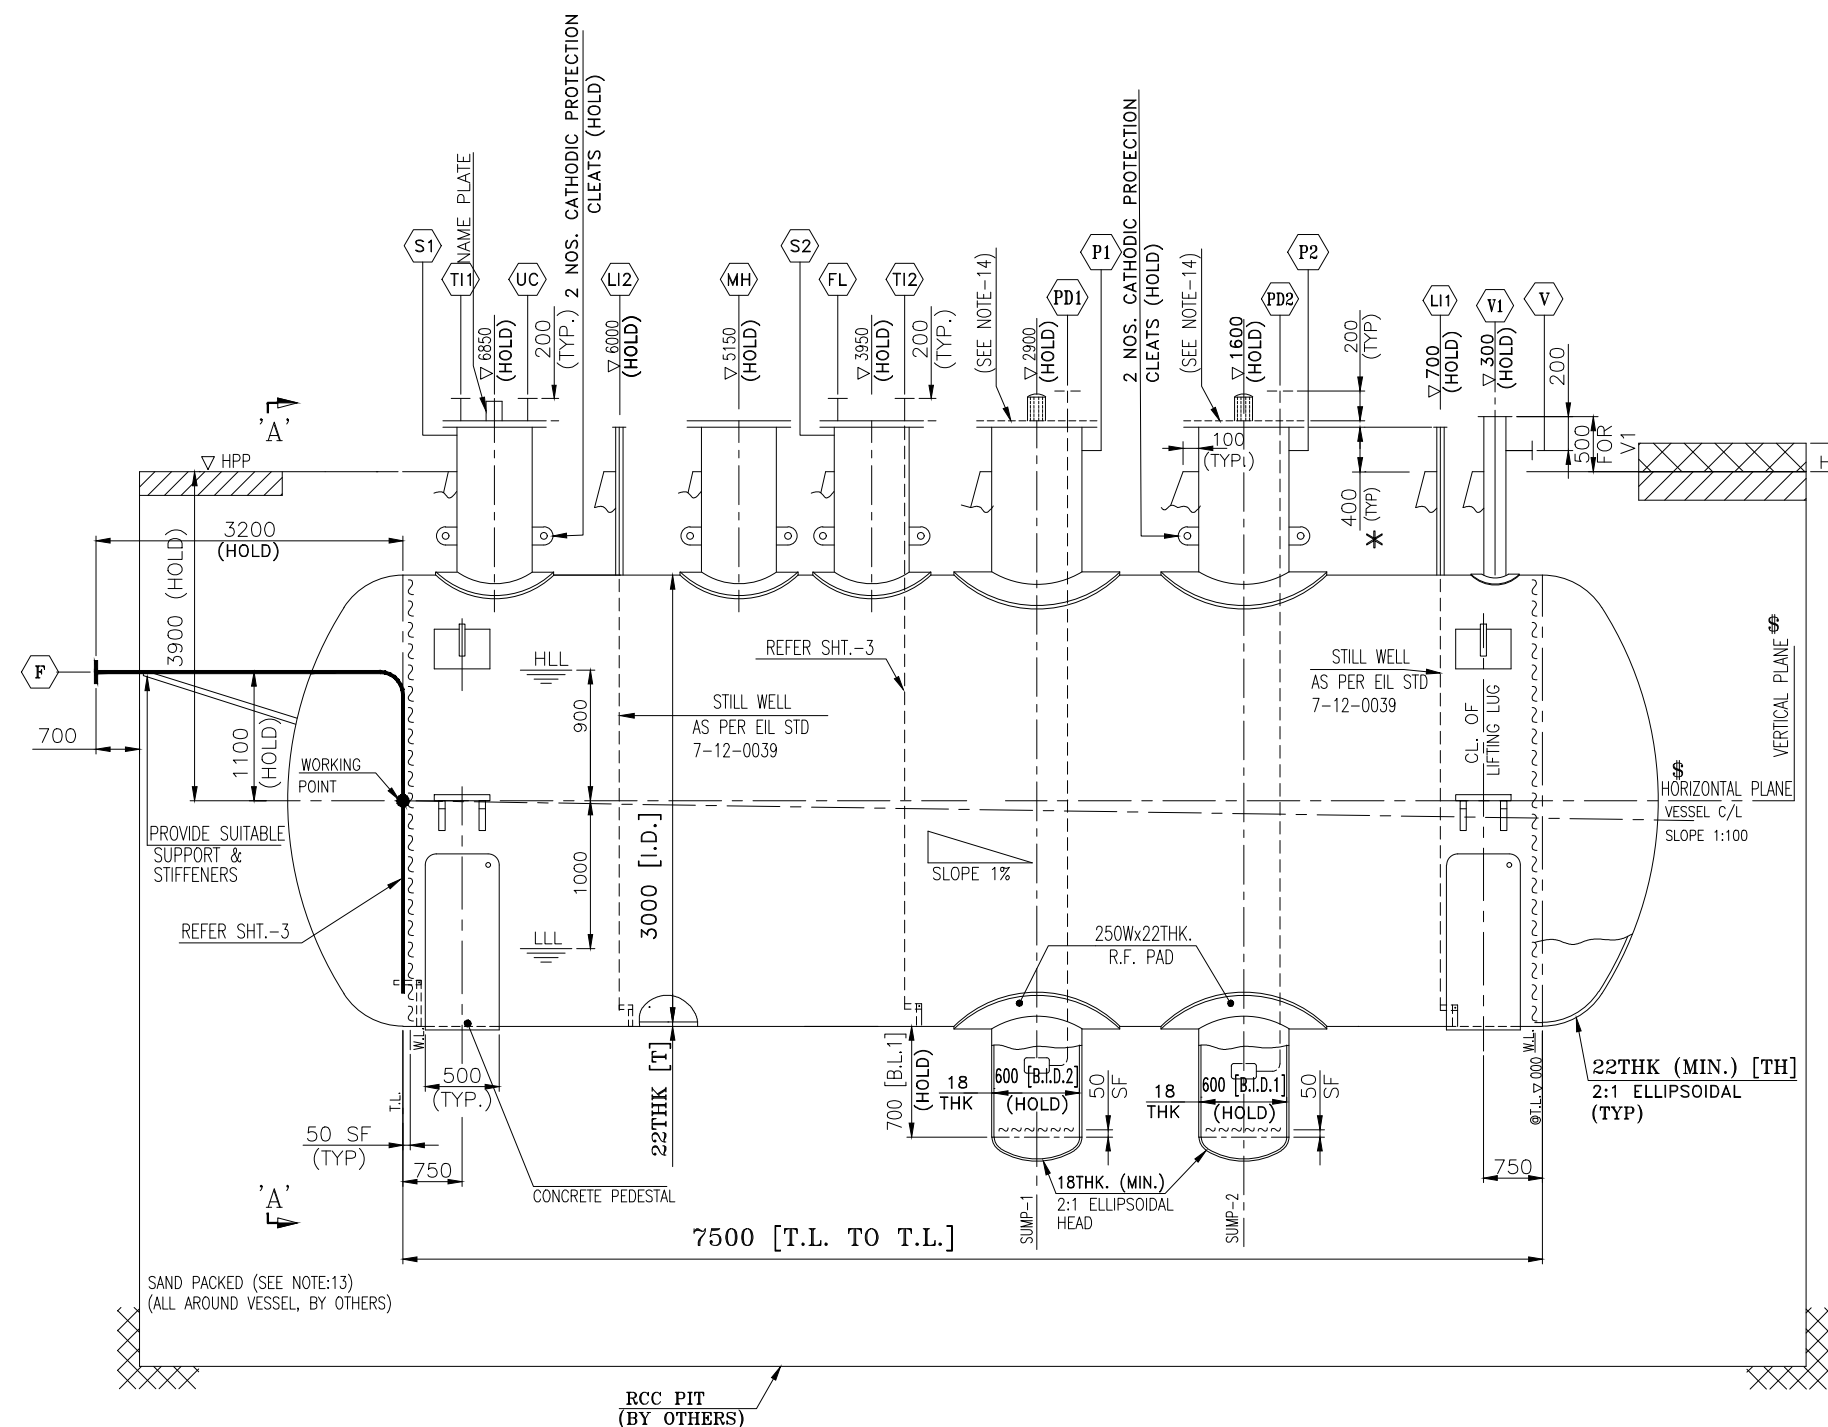 2 NOS. CATHODIC PROTECTION
CLEATS (HOLD)
2 NOS. CATHODIC PROTECTION
CLEATS (HOLD)
NAME PLATE
S1
TI1
UC
LI2
MH
S2
FL
TI2
(SEE NOTE-14)
PD1
P1
(SEE NOTE-14)
PD2
P2
LI1
V1
V
▽ 6850
(HOLD)
200
(TYP.)
▽ 6000
(HOLD)
▽ 5150
(HOLD)
▽ 3950
(HOLD)
200
(TYP.)
▽ 2900
(HOLD)
▽ 1600
(HOLD)
200
(TYP)
▽ 700
(HOLD)
▽ 300
(HOLD)
200
500
FOR
V1
'A'
▽ HPP
100
(TYP.)
400
(TYP)
*
H
3200
(HOLD)
3900 (HOLD)
F
700
1100
(HOLD)
WORKING
POINT
PROVIDE SUITABLE
SUPPORT &
STIFFENERS
REFER SHT.-3
HLL
900
1000
LLL
STILL WELL
AS PER EIL STD
7-12-0039
3000 [I.D.]
REFER SHT.-3
SLOPE 1%
STILL WELL
AS PER EIL STD
7-12-0039
CL. OF
LIFTING LUG
$
VERTICAL PLANE
$
HORIZONTAL PLANE
VESSEL C/L
SLOPE 1:100
250Wx22THK.
R.F. PAD
W.L.
T.L.
500
(TYP.)
50 SF
(TYP)
750
22THK [T]
700 [B.L.1]
(HOLD)
18
THK
600 [B.I.D.2]
(HOLD)
50
SF
18
THK
600 [B.I.D.1]
(HOLD)
50
SF
W.L.
@T.L.▽000
22THK (MIN.) [TH]
2:1 ELLIPSOIDAL
(TYP)
750
CONCRETE PEDESTAL
18THK. (MIN.)
2:1 ELLIPSOIDAL
HEAD
SUMP-1
SUMP-2
'A'
7500 [T.L. TO T.L.]
SAND PACKED (SEE NOTE:13)
(ALL AROUND VESSEL, BY OTHERS)
RCC PIT
(BY OTHERS)